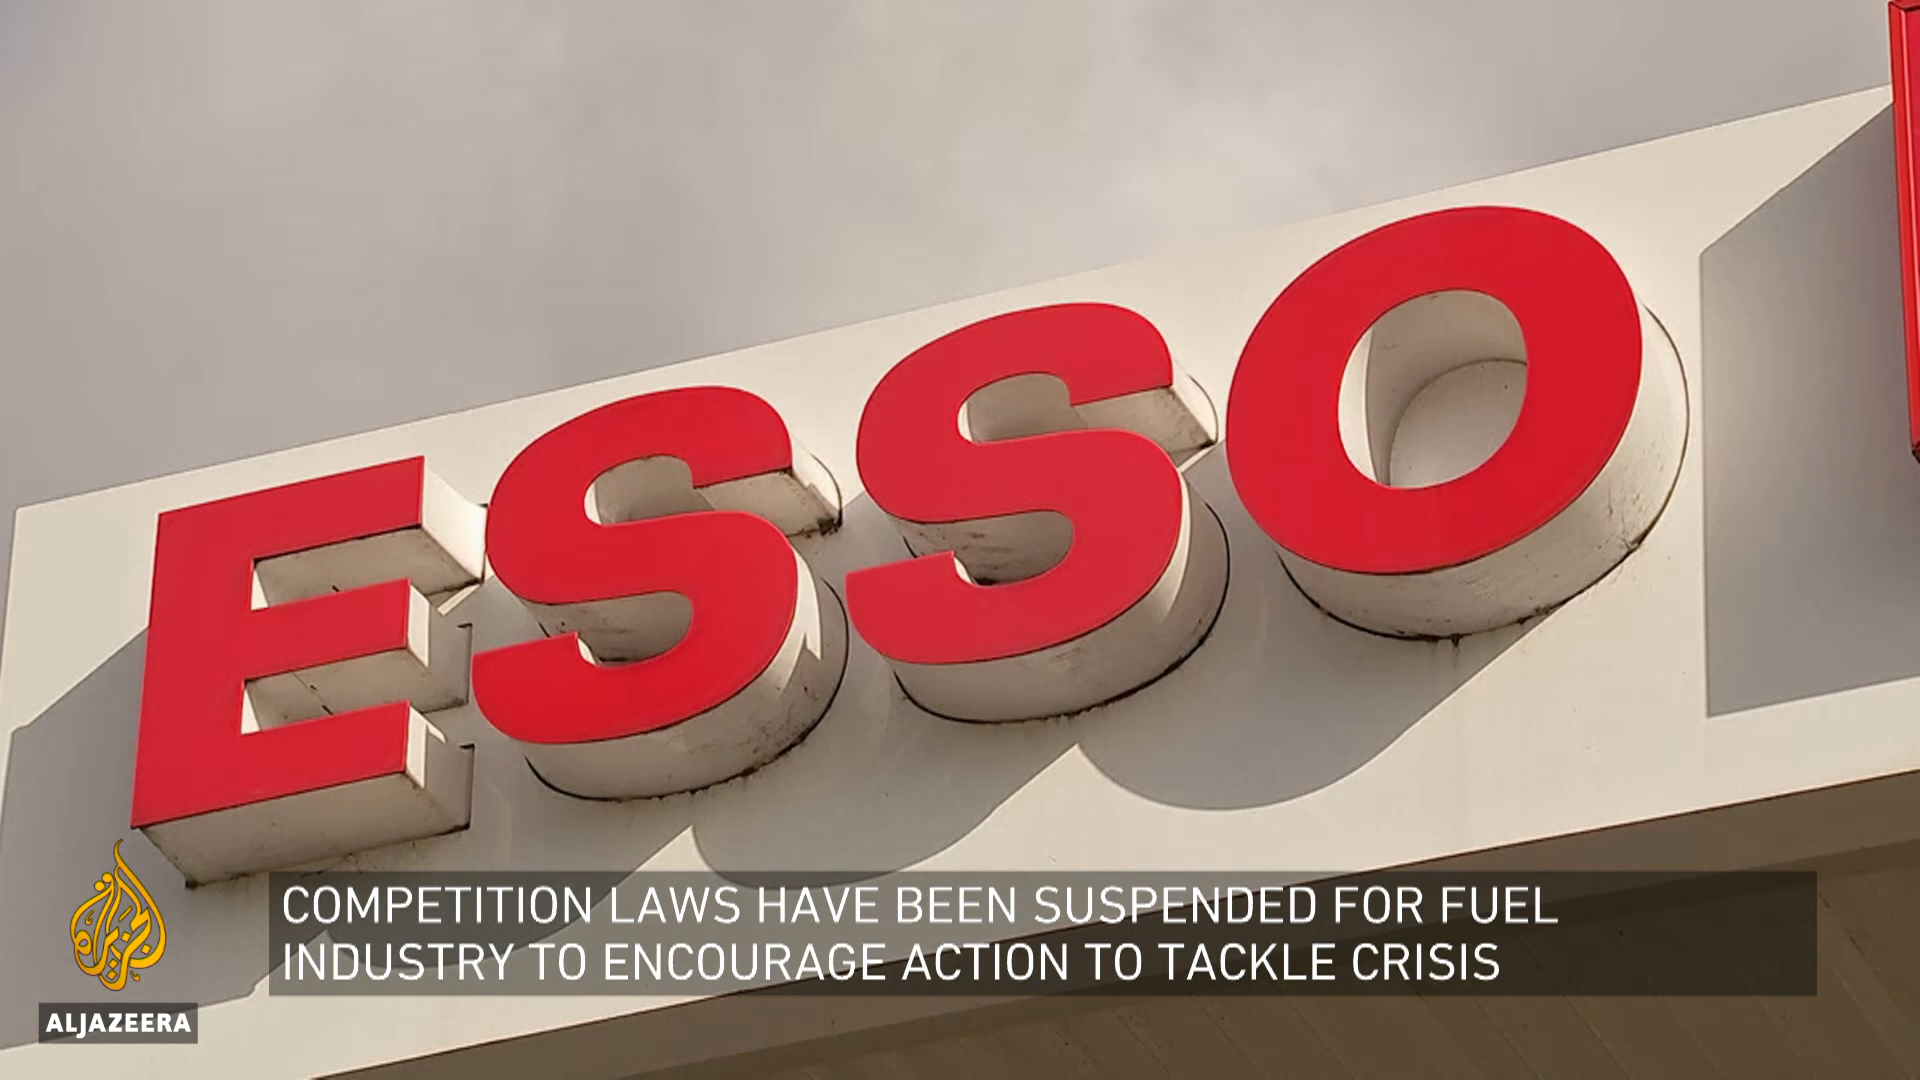 ESSO
COMPETITION LAWS HAVE BEEN SUSPENDED FOR FUEL
INDUSTRY TO ENCOURAGE ACTION TO TACKLE CRISIS
الجزيرة
ALJAZEERA